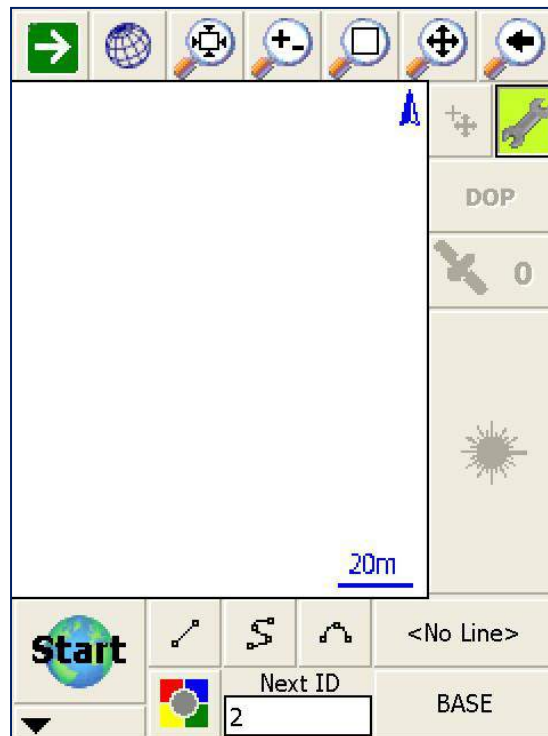 DOP
0
20m
Start
<No Line>
Next ID
2
BASE